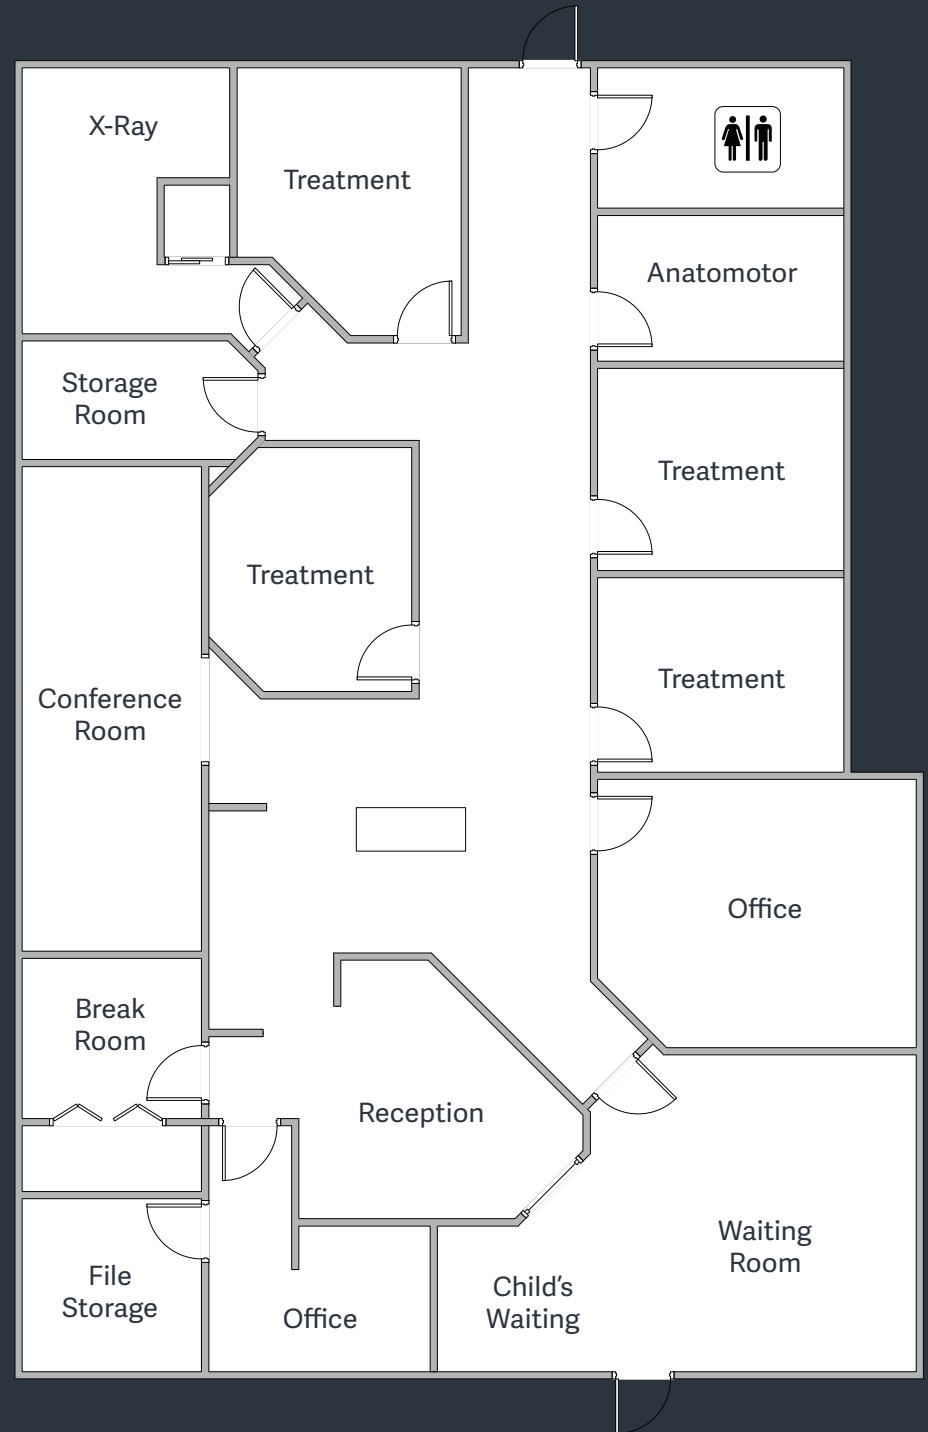 X-Ray
Treatment
Anatomotor
Storage
Room
Treatment
Treatment
Conference
Room
Treatment
Office
Break
Room
Reception
Waiting
Room
File
Storage
Office
Child's
Waiting